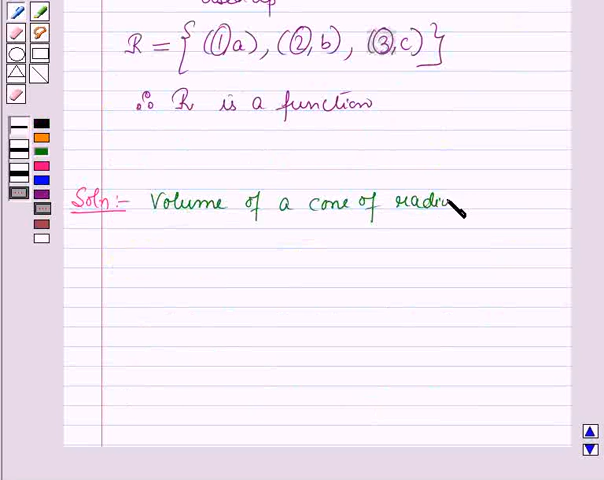 R = { (1,a), (2,b), (3,c) }
∴ R is a function
Soln:- Volume of a cone of radiu